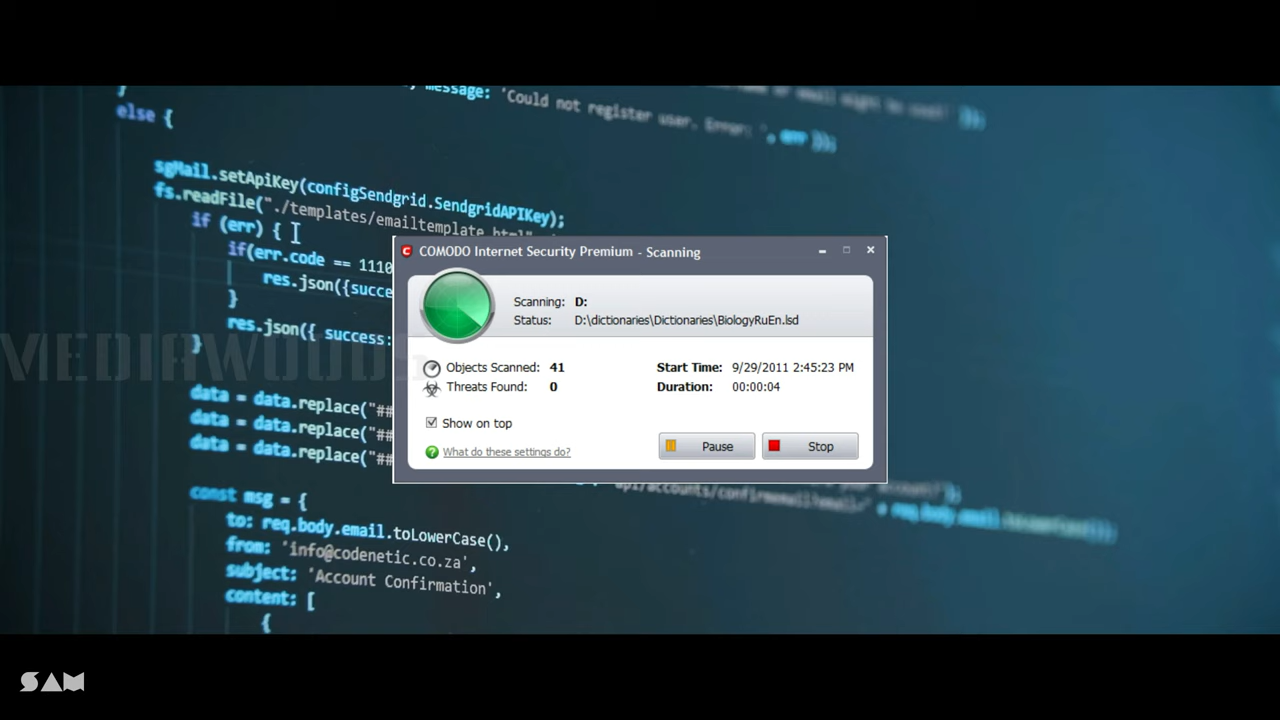 message: 'Could not register user. Error: ', err });
else {
sgMail.setApiKey(configSendgrid.SendgridAPIKey);
fs.readFile("./templates/emailtemplate.html"
if (err) {
if(err.code == 1110
res.json({succe
}
res.json({ success:
}
data = data.replace("##
data = data.replace("##
data = data.replace("##
const msg = {
to: req.body.email.toLowerCase(),
from: 'info@codenetic.co.za',
subject: 'Account Confirmation',
content: [
{
COMODO Internet Security Premium - Scanning
Scanning: D:
Status: D:\dictionaries\Dictionaries\BiologyRuEn.lsd
Objects Scanned: 41
Start Time: 9/29/2011 2:45:23 PM
Threats Found: 0
Duration: 00:00:04
Show on top
What do these settings do?
Pause
Stop
MEDIAWOODS
SAM